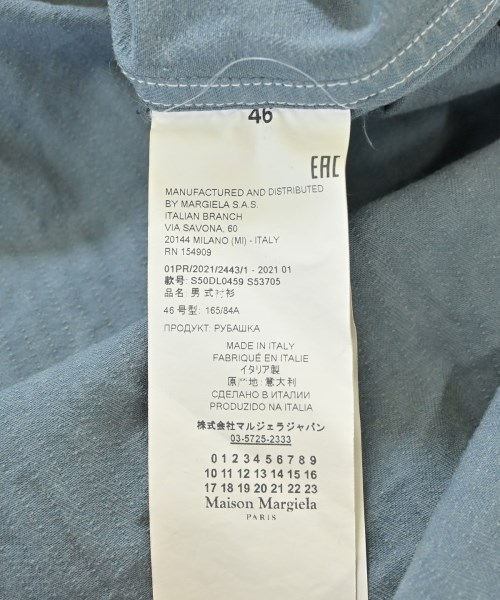 46
EAC
MANUFACTURED AND DISTRIBUTED
BY MARGIELA S.A.S.
ITALIAN BRANCH
VIA SAVONA, 60
20144 MILANO (MI) - ITALY
RN 154909
01PR/2021/2443/1 - 2021 01
款号: S50DL0459 S53705
品名: 男 式 衬衫
46 号型: 165/84A
ПРОДУКТ: РУБАШКА
MADE IN ITALY
FABRIQUÉ EN ITALIE
イタリア製
原产地: 意大利
СДЕЛАНО В ИТАЛИИ
PRODUZIDO NA ITALIA
株式会社マルジェラジャパン
03-5725-2333
0 1 2 3 4 5 6 7 8 9
10 11 12 13 14 15 16
17 18 19 20 21 22 23
Maison Margiela
PARIS